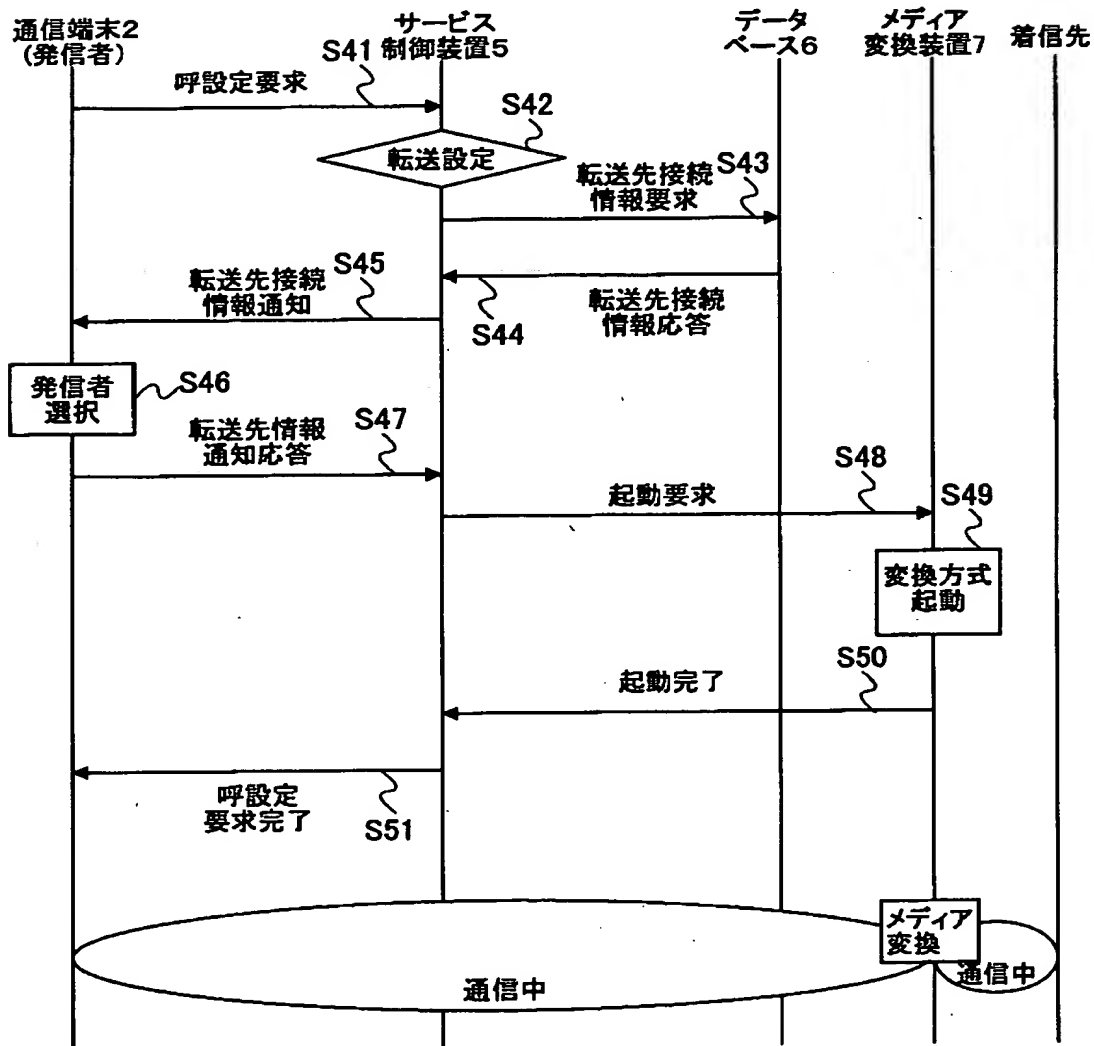 通信端末2
(発信者)
サービス
制御装置5
データ
ベース6
メディア
変換装置7
着信先
S41
呼設定要求
S42
転送設定
S43
転送先接続
情報要求
S45
転送先接続
情報通知
S44
転送先接続
情報応答
発信者
選択
S46
転送先情報
通知応答
S47
S48
起動要求
S49
変換方式
起動
S50
起動完了
呼設定
要求完了
S51
メディア
変換
通信中
通信中